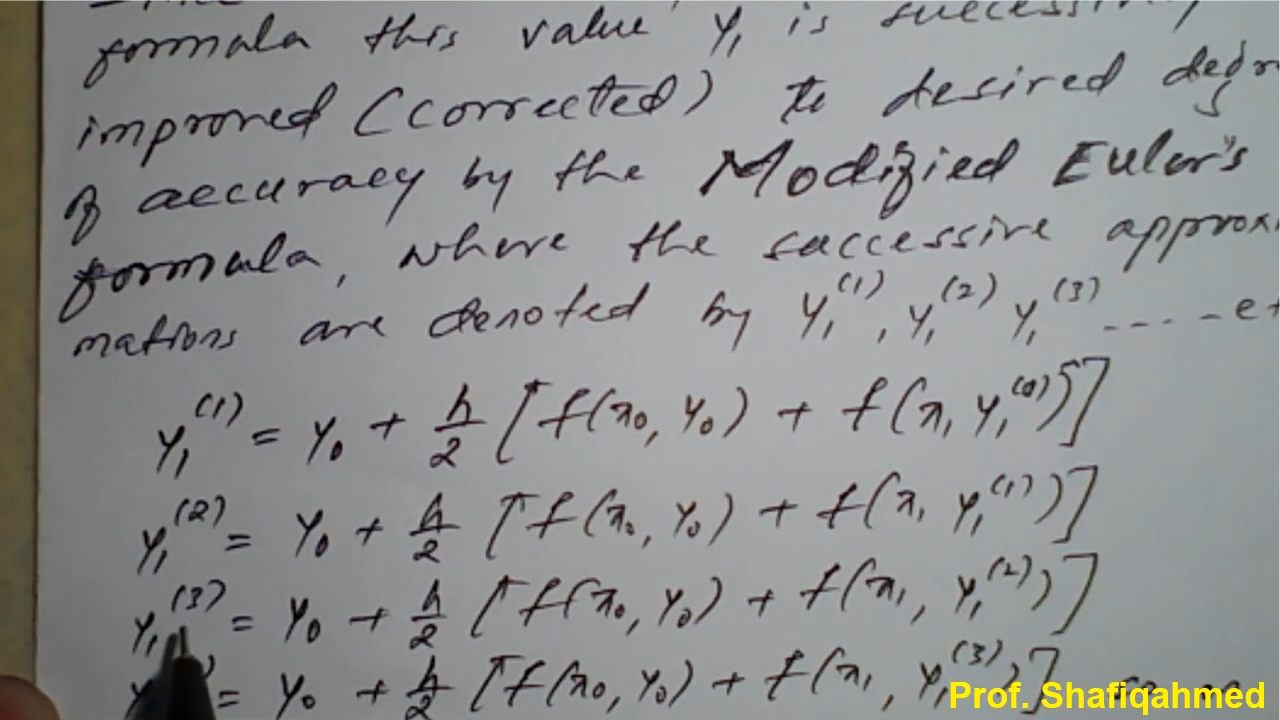 formula this value y₁ is
improved (corrected) to desired degr
of accuracy by the Modified Euler's
formula, where the successive approxi
mations are denoted by y₁⁽¹⁾, y₁⁽²⁾ y₁⁽³⁾ .... et
y₁⁽¹⁾ = y₀ + h/2 [f(x₀, y₀) + f(x₁, y₁⁽⁰⁾)]
y₁⁽²⁾ = y₀ + h/2 [f(x₀, y₀) + f(x₁, y₁⁽¹⁾)]
y₁⁽³⁾ = y₀ + h/2 [f(x₀, y₀) + f(x₁, y₁⁽²⁾)]
= y₀ + h/2 [f(x₀, y₀) + f(x₁, y₁⁽³⁾)]
Prof. Shafiqahmed